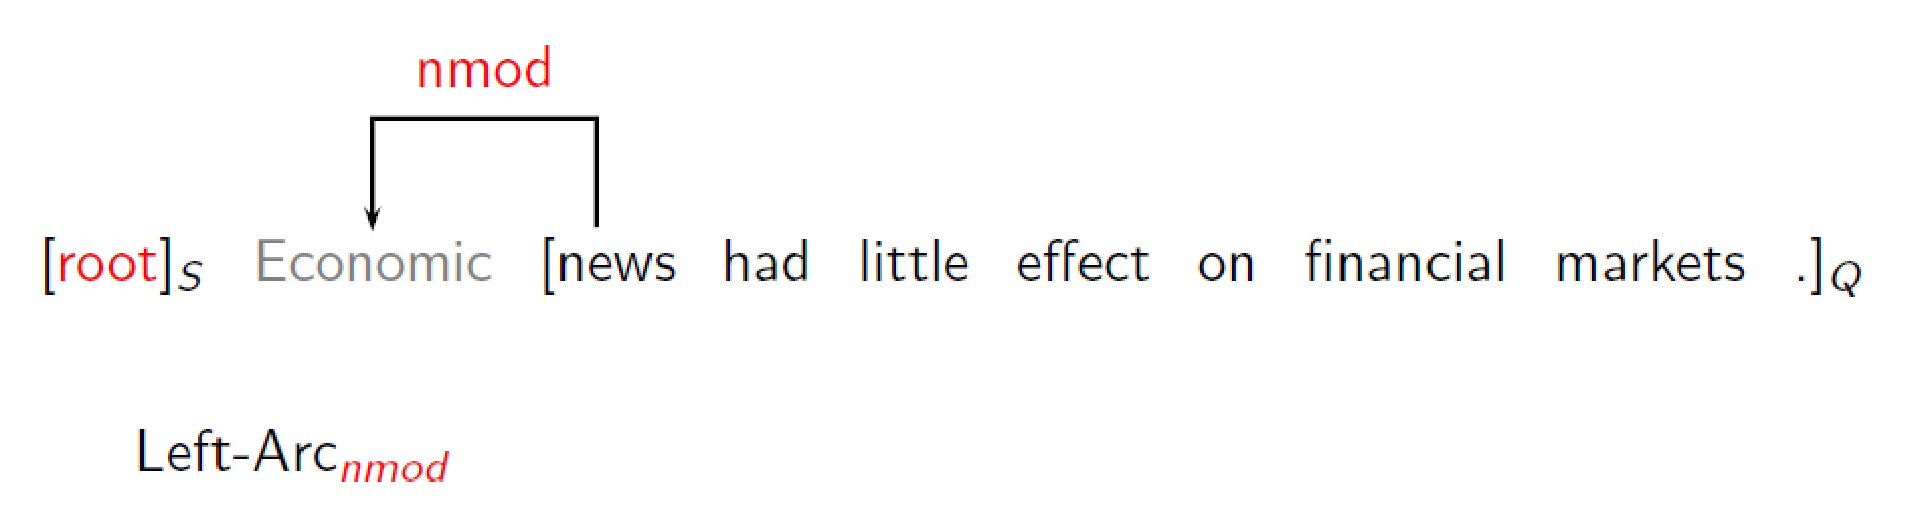 nmod
[root]S Economic [news had little effect on financial markets .]Q
Left-Arcnmod